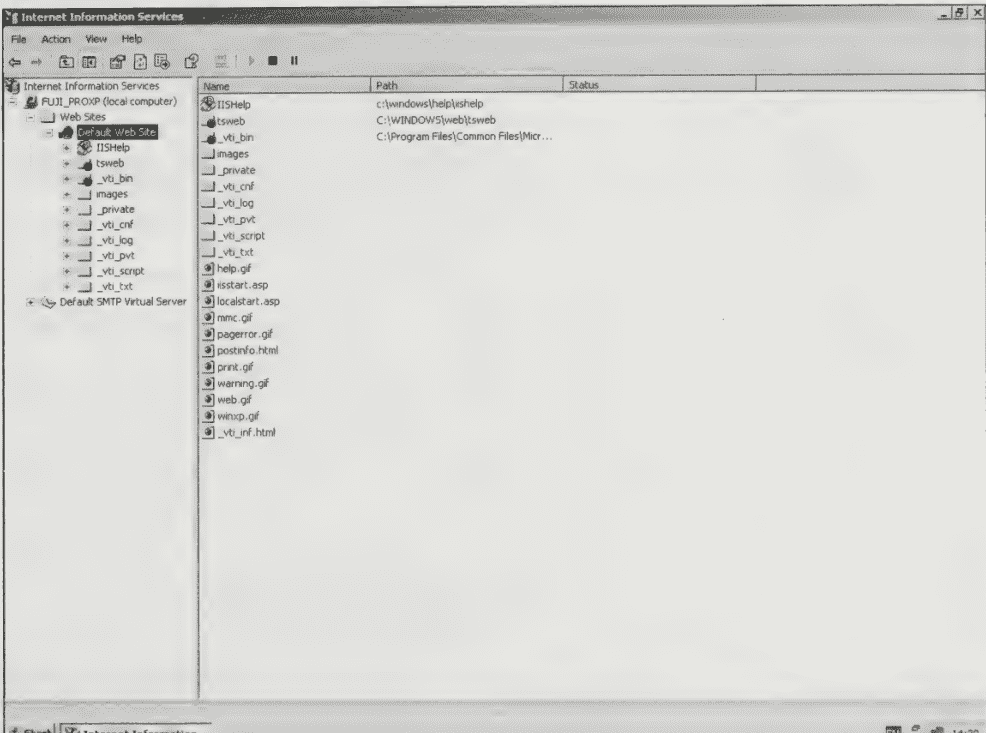 Internet Information Services
File Action View Help
Internet Information Services
FUJI_PROXP (local computer)
Web Sites
Default Web Site
IISHelp
tsweb
_vti_bin
images
_private
_vti_cnf
_vti_log
_vti_pvt
_vti_script
_vti_txt
Default SMTP Virtual Server
Name Path Status
IISHelp c:\windows\help\iishelp
tsweb C:\WINDOWS\web\tsweb
_vti_bin C:\Program Files\Common Files\Micr...
images
_private
_vti_cnf
_vti_log
_vti_pvt
_vti_script
_vti_txt
help.gif
iisstart.asp
localstart.asp
mmc.gif
pagerror.gif
postinfo.html
print.gif
warning.gif
web.gif
winxp.gif
_vti_inf.html
Start Internet Information